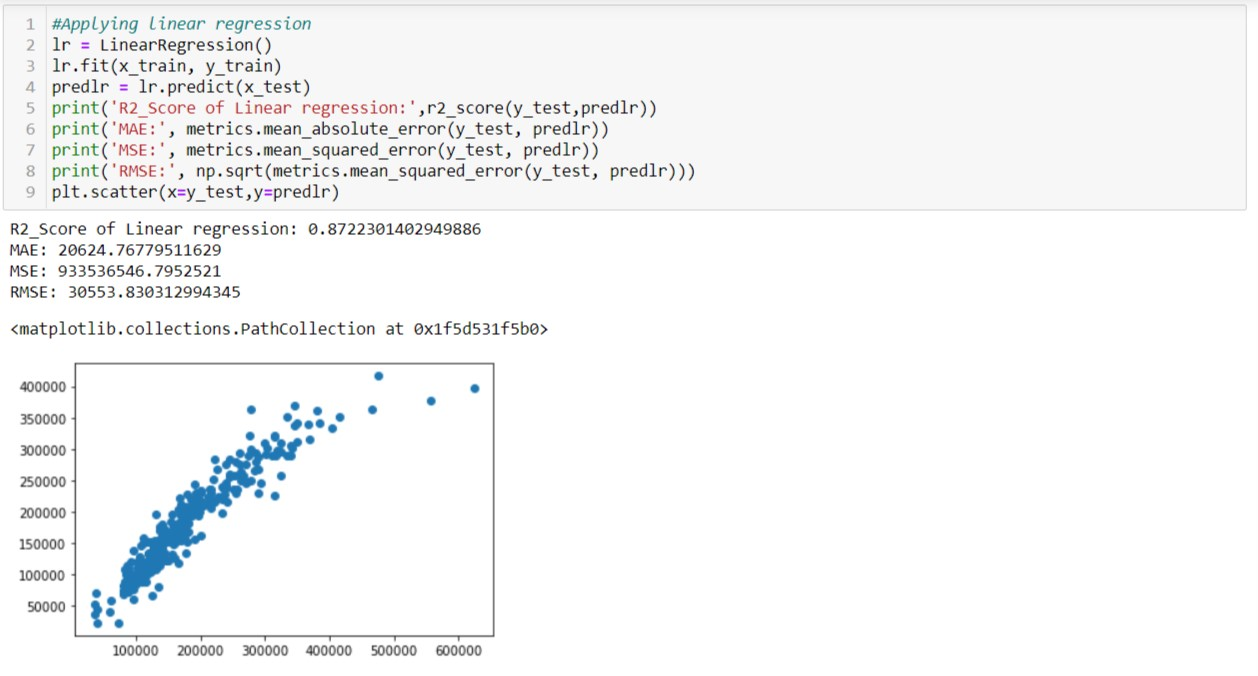 1 #Applying linear regression
2 lr = LinearRegression()
3 lr.fit(x_train, y_train)
4 predlr = lr.predict(x_test)
5 print('R2_Score of Linear regression:',r2_score(y_test,predlr))
6 print('MAE:', metrics.mean_absolute_error(y_test, predlr))
7 print('MSE:', metrics.mean_squared_error(y_test, predlr))
8 print('RMSE:', np.sqrt(metrics.mean_squared_error(y_test, predlr)))
9 plt.scatter(x=y_test,y=predlr)
R2_Score of Linear regression: 0.8722301402949886
MAE: 20624.76779511629
MSE: 933536546.7952521
RMSE: 30553.830312994345
<matplotlib.collections.PathCollection at 0x1f5d531f5b0>
400000
350000
300000
250000
200000
150000
100000
50000
100000 200000 300000 400000 500000 600000